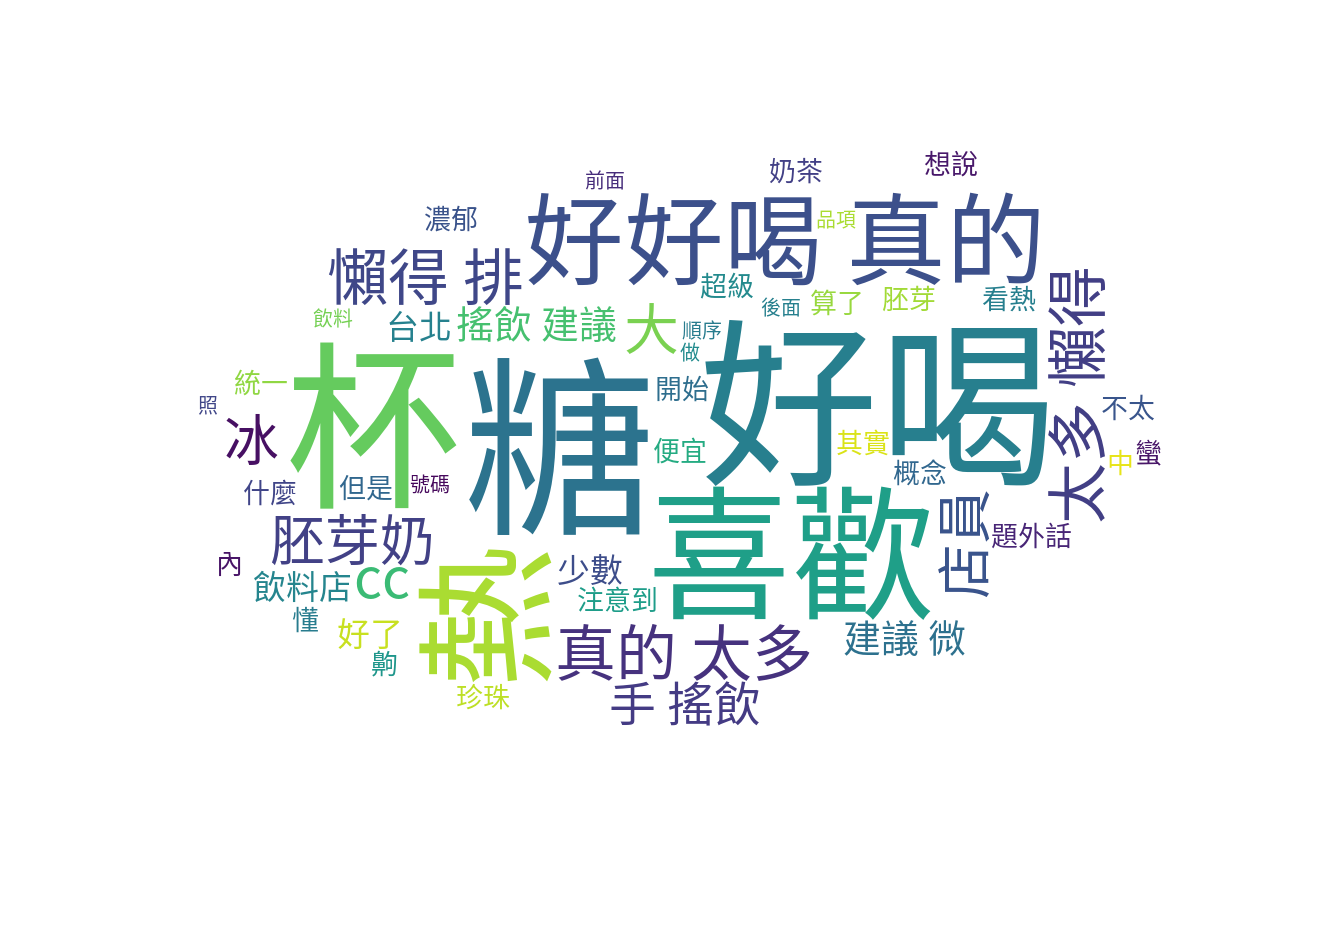 想說
奶茶
前面
濃郁
品項
好好喝 真的
懶得 排
超級
後面
算了
胚芽
看熱
懶得
飲料
台北
搖飲 建議
大
順序
做
統一
照
杯
糖
開始
好喝
不太
冰
便宜
其實
太多
中
蠻
什麼
但是
號碼
概念
胚芽奶
喜歡
店員
題外話
內
飲料店
cc
熱
少數
注意到
懂
好了
齁
真的 太多
建議 微
珍珠
手 搖飲